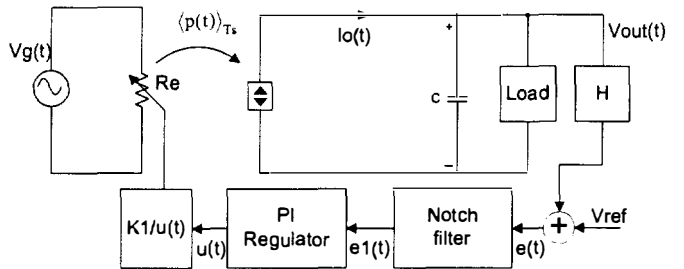 ⟨p(t)⟩Ts
Io(t)
Vg(t)
Re
+
Vout(t)
c
Load
H
−
K1/u(t)
u(t)
PI
Regulator
e1(t)
Notch
filter
e(t)
+
Vref